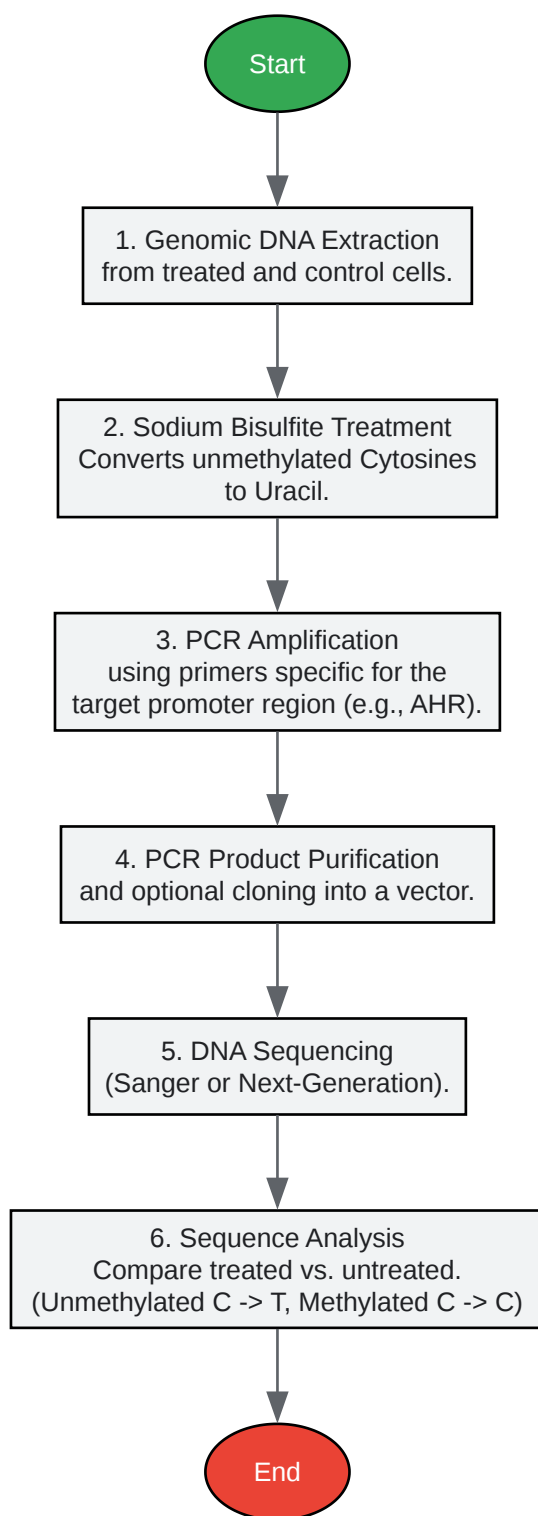 Start
1. Genomic DNA Extraction
from treated and control cells.
2. Sodium Bisulfite Treatment
Converts unmethylated Cytosines
to Uracil.
3. PCR Amplification
using primers specific for the
target promoter region (e.g., AHR).
4. PCR Product Purification
and optional cloning into a vector.
5. DNA Sequencing
(Sanger or Next-Generation).
6. Sequence Analysis
Compare treated vs. untreated.
(Unmethylated C -> T, Methylated C -> C)
End